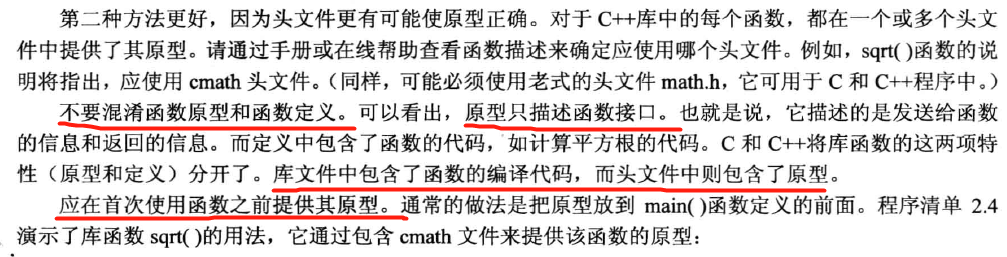 第二种方法更好，因为头文件更有可能使原型正确。对于 C++库中的每个函数，都在一个或多个头文
件中提供了其原型。请通过手册或在线帮助查看函数描述来确定应使用哪个头文件。例如，sqrt( )函数的说
明将指出，应使用 cmath 头文件。（同样，可能必须使用老式的头文件 math.h，它可用于 C 和 C++程序中。）
不要混淆函数原型和函数定义。可以看出，原型只描述函数接口。也就是说，它描述的是发送给函数
的信息和返回的信息。而定义中包含了函数的代码，如计算平方根的代码。C 和 C++将库函数的这两项特
性（原型和定义）分开了。库文件中包含了函数的编译代码，而头文件中则包含了原型。
应在首次使用函数之前提供其原型。通常的做法是把原型放到 main( )函数定义的前面。程序清单 2.4
演示了库函数 sqrt( )的用法，它通过包含 cmath 文件来提供该函数的原型：